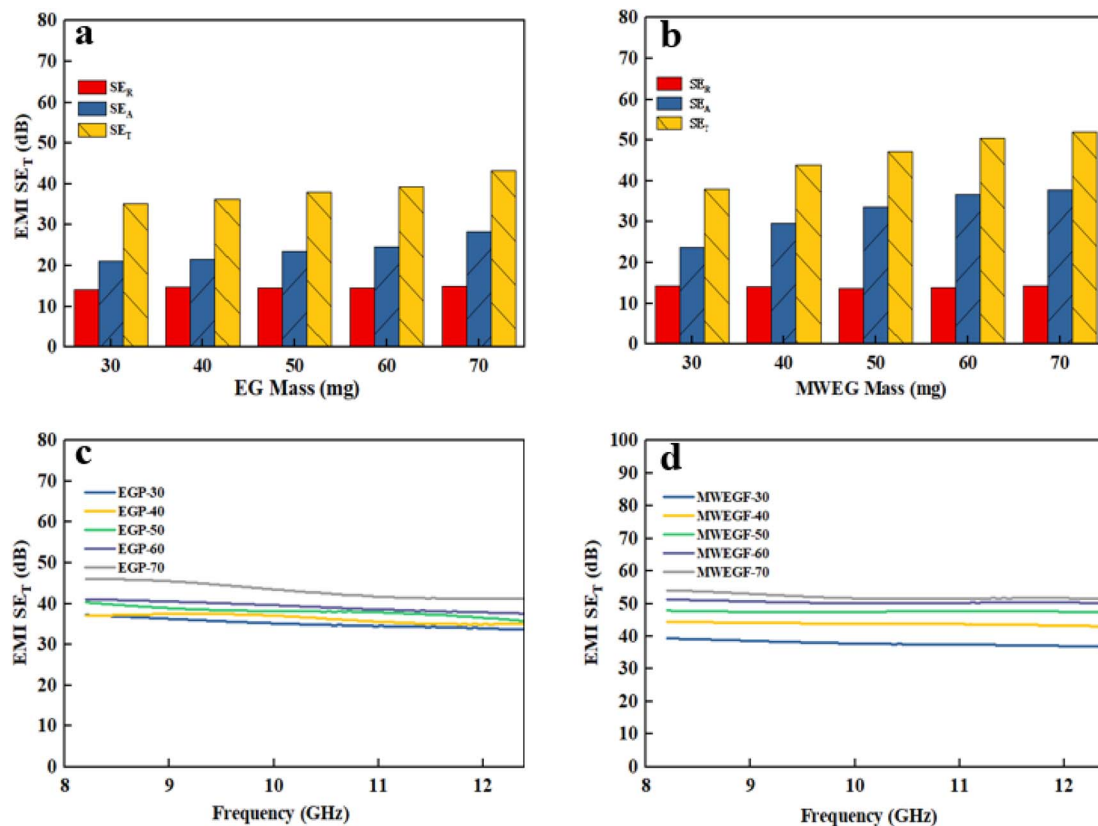 a
80
70
60
50
40
30
20
10
0
EMI SE_T (dB)
SE_R
SE_A
SE_T
30 40 50 60 70
EG Mass (mg)
b
80
70
60
50
40
30
20
10
0
SE_R
SE_A
SE_T
30 40 50 60 70
MWEG Mass (mg)
c
80
70
60
50
40
30
20
10
0
EMI SE_T (dB)
EGP-30
EGP-40
EGP-50
EGP-60
EGP-70
8 9 10 11 12
Frequency (GHz)
d
100
90
80
70
60
50
40
30
20
10
0
EMI SE_T (dB)
MWEGF-30
MWEGF-40
MWEGF-50
MWEGF-60
MWEGF-70
8 9 10 11 12
Frequency (GHz)